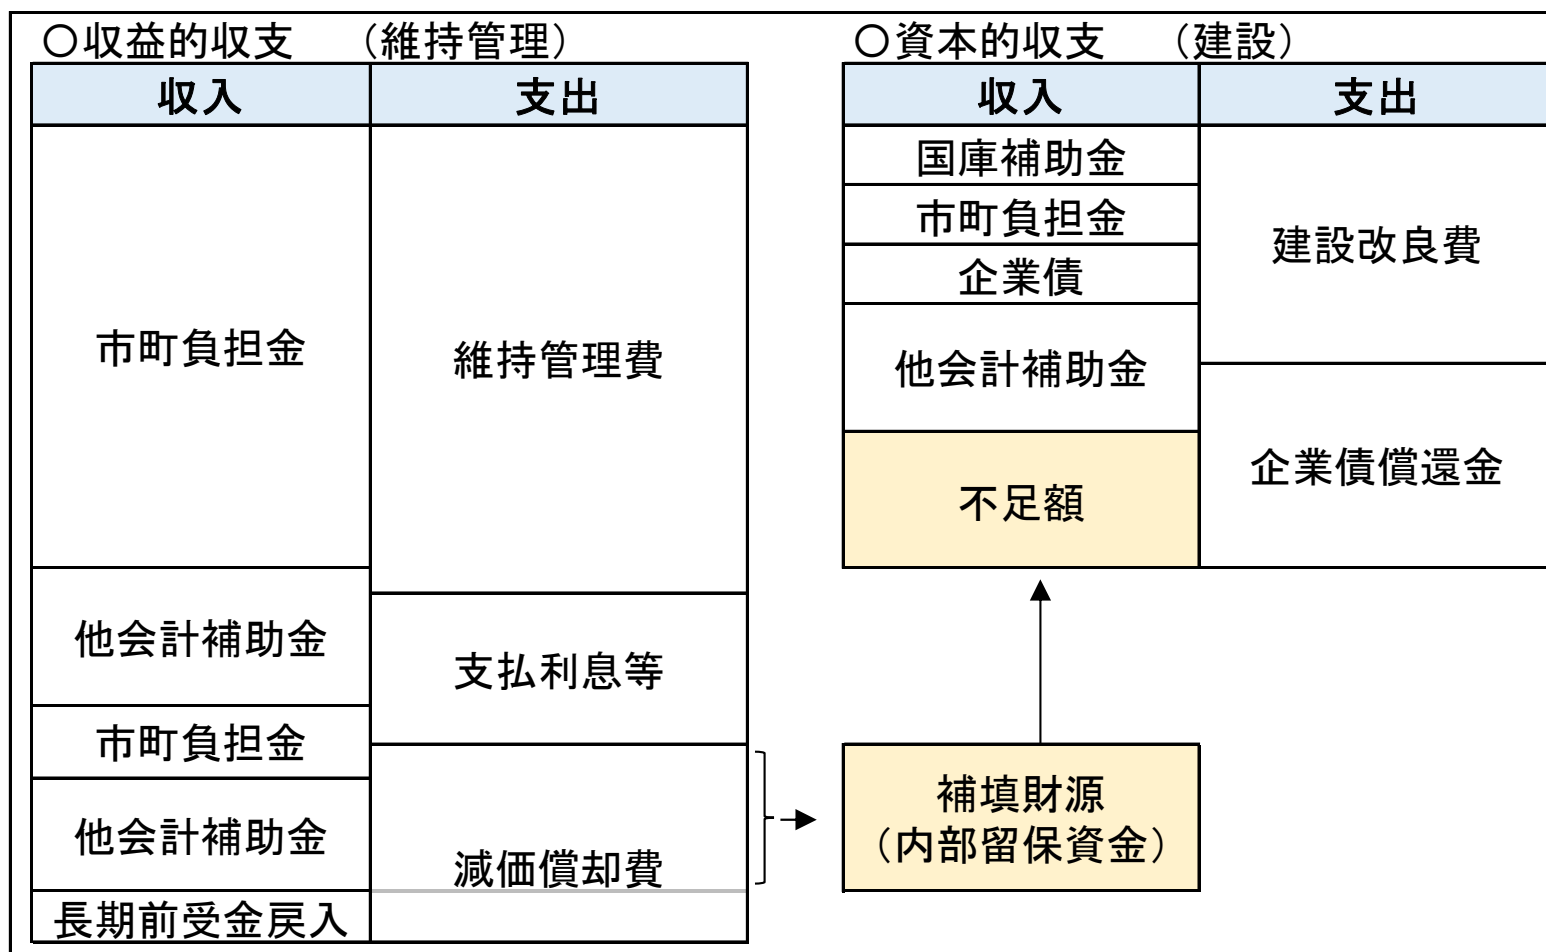 〇収益的収支　（維持管理）
収入
支出
市町負担金
維持管理費
他会計補助金
支払利息等
市町負担金
他会計補助金
減価償却費
長期前受金戻入
〇資本的収支　（建設）
収入
支出
国庫補助金
市町負担金
企業債
建設改良費
他会計補助金
企業債償還金
不足額
補填財源
（内部留保資金）